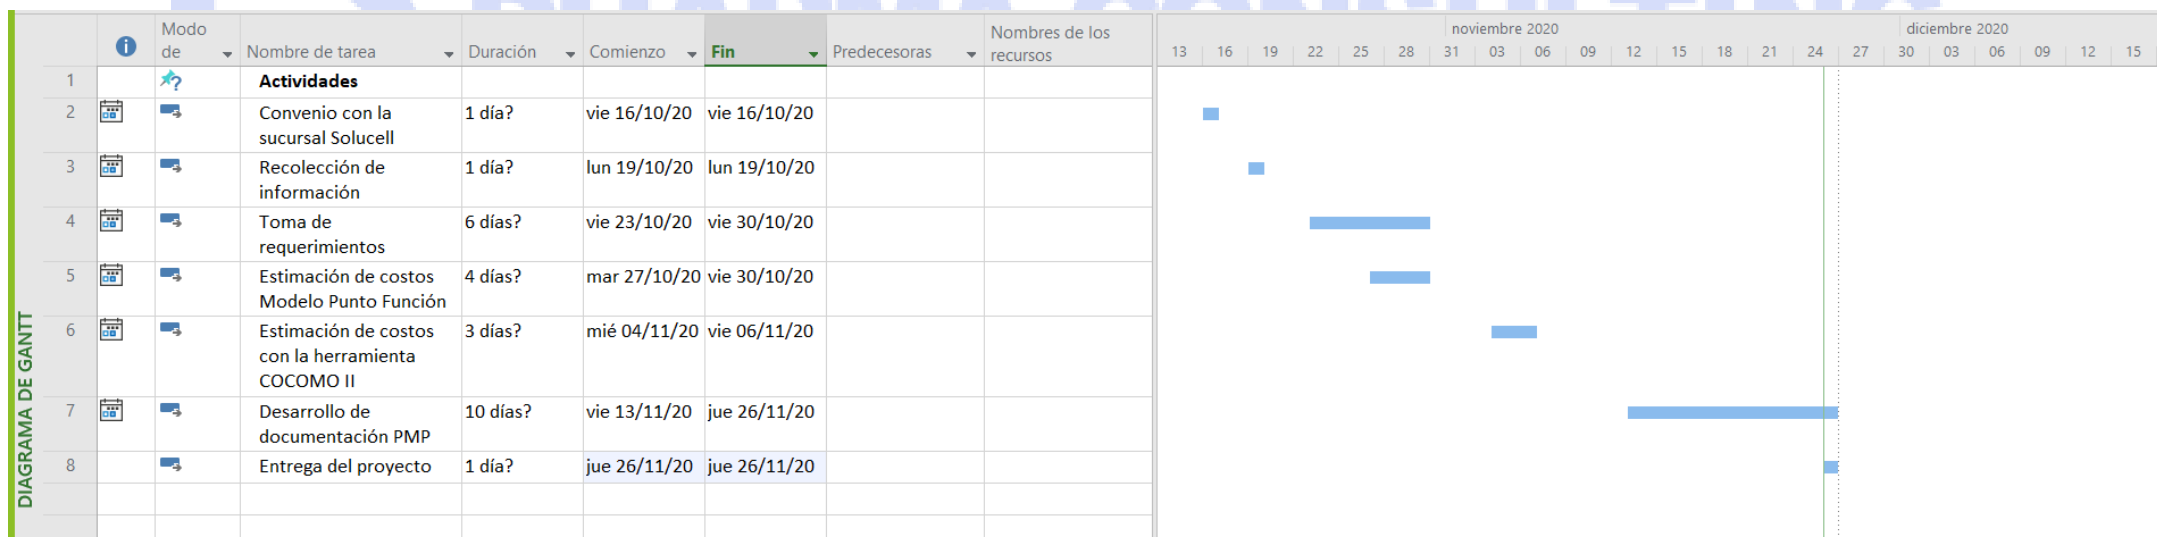 Modo de
Nombre de tarea
Duración
Comienzo
Fin
Predecesoras
Nombres de los recursos
noviembre 2020
diciembre 2020
13 16 19 22 25 28 31 03 06 09 12 15 18 21 24 27 30 03 06 09 12 15
1 Actividades
2 Convenio con la sucursal Solucell 1 día? vie 16/10/20 vie 16/10/20
3 Recolección de información 1 día? lun 19/10/20 lun 19/10/20
4 Toma de requerimientos 6 días? vie 23/10/20 vie 30/10/20
5 Estimación de costos Modelo Punto Función 4 días? mar 27/10/20 vie 30/10/20
6 Estimación de costos con la herramienta COCOMO II 3 días? mié 04/11/20 vie 06/11/20
7 Desarrollo de documentación PMP 10 días? vie 13/11/20 jue 26/11/20
8 Entrega del proyecto 1 día? jue 26/11/20 jue 26/11/20
DIAGRAMA DE GANTT